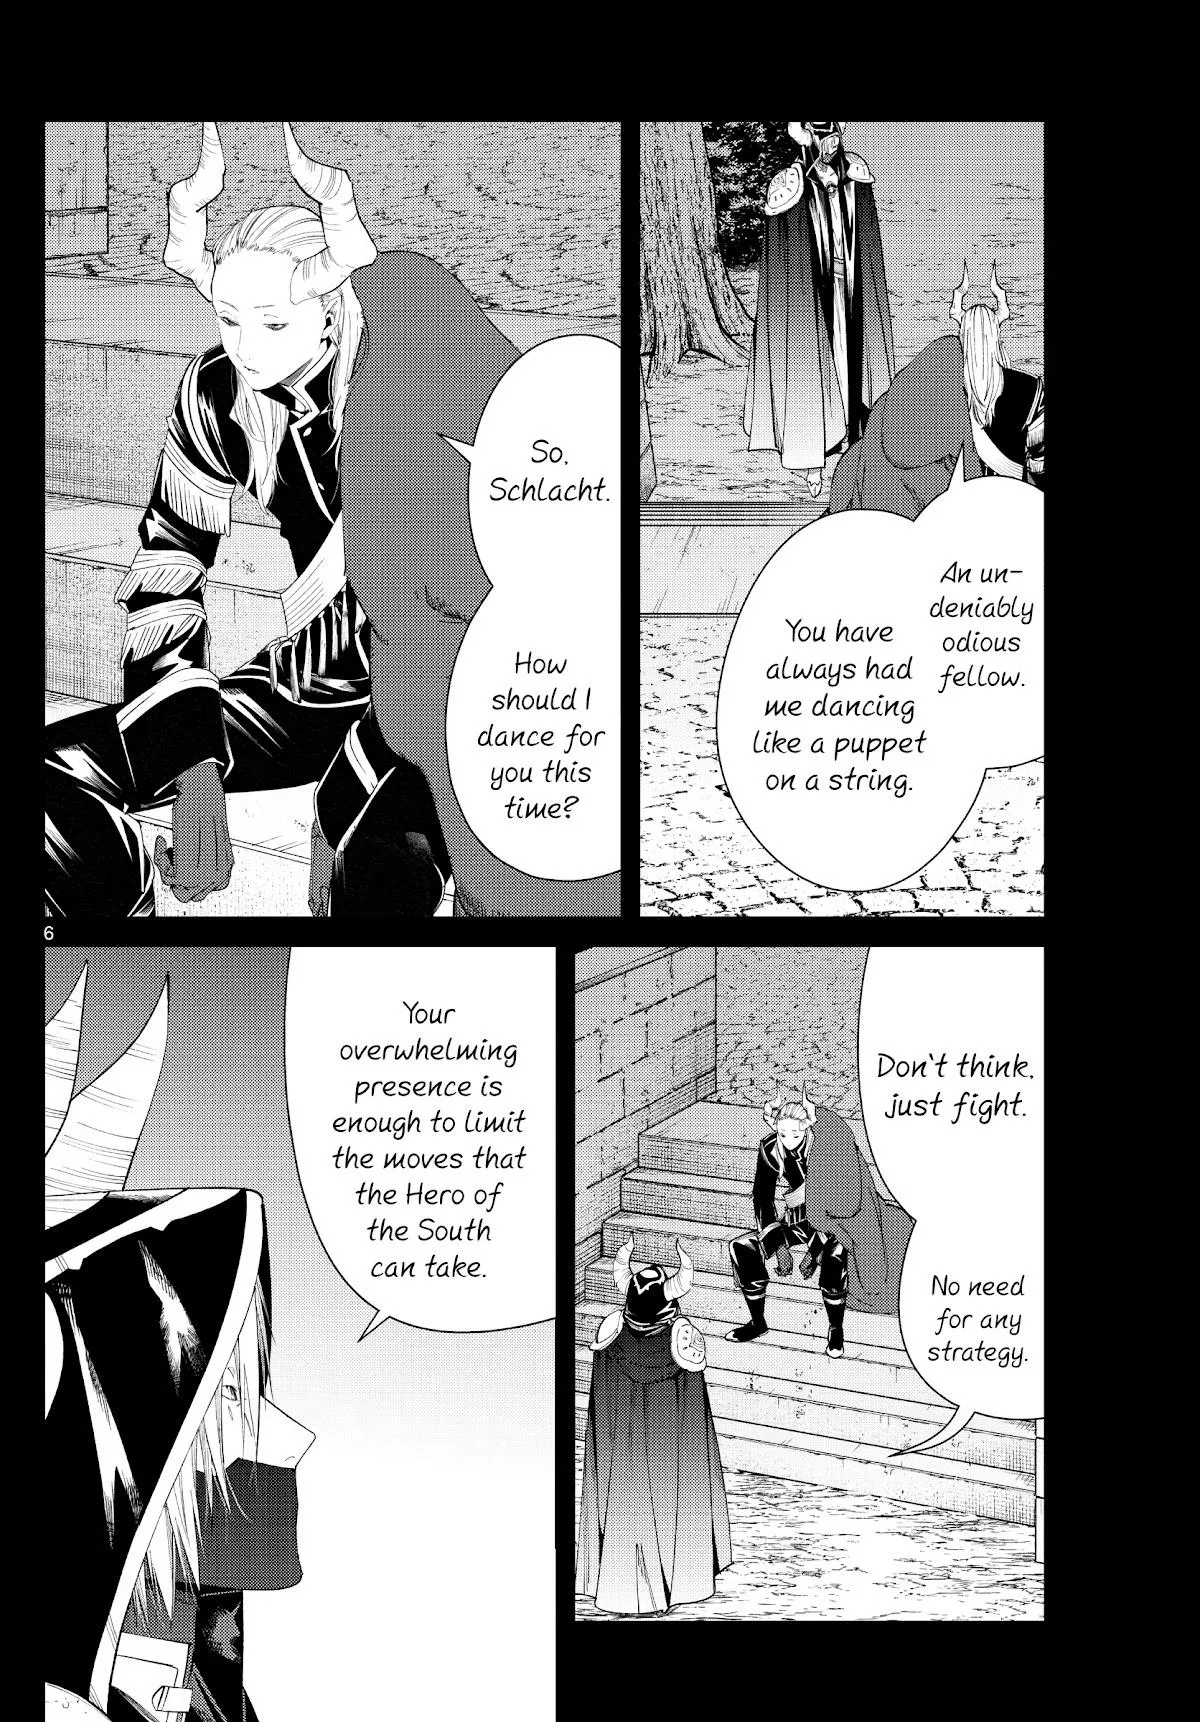 An un-
deniably
odious
fellow.
You have
always had
me dancing
like a puppet
on a string.
So,
Schlacht.
How
should I
dance for
you this
time?
6
Don't think,
just fight.
No need
for any
strategy.
Your
overwhelming
presence is
enough to limit
the moves that
the Hero of
the South
can take.